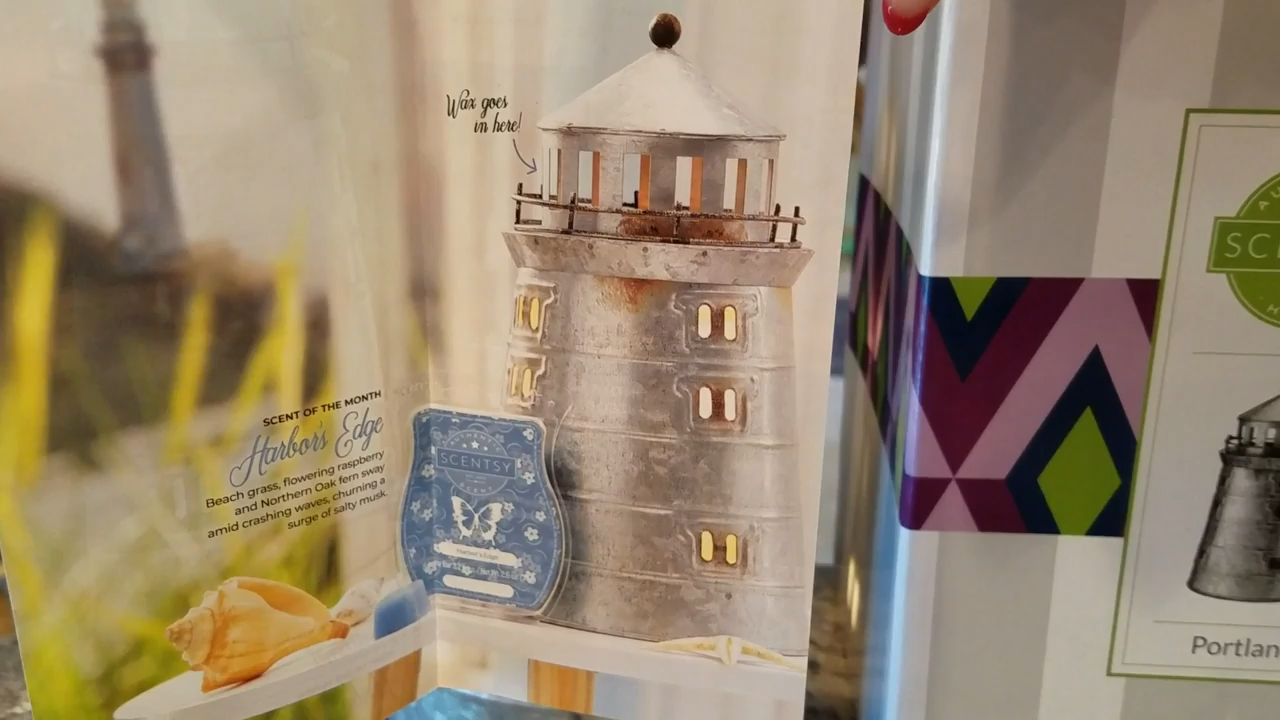 Wax goes
in here!
SCENT OF THE MONTH
Harbor's Edge
Beach grass, flowering raspberry
and Northern Oak fern sway
amid crashing waves, churning a
surge of salty musk.
SCENTSY
Harbor's Edge
SCE
Portlan